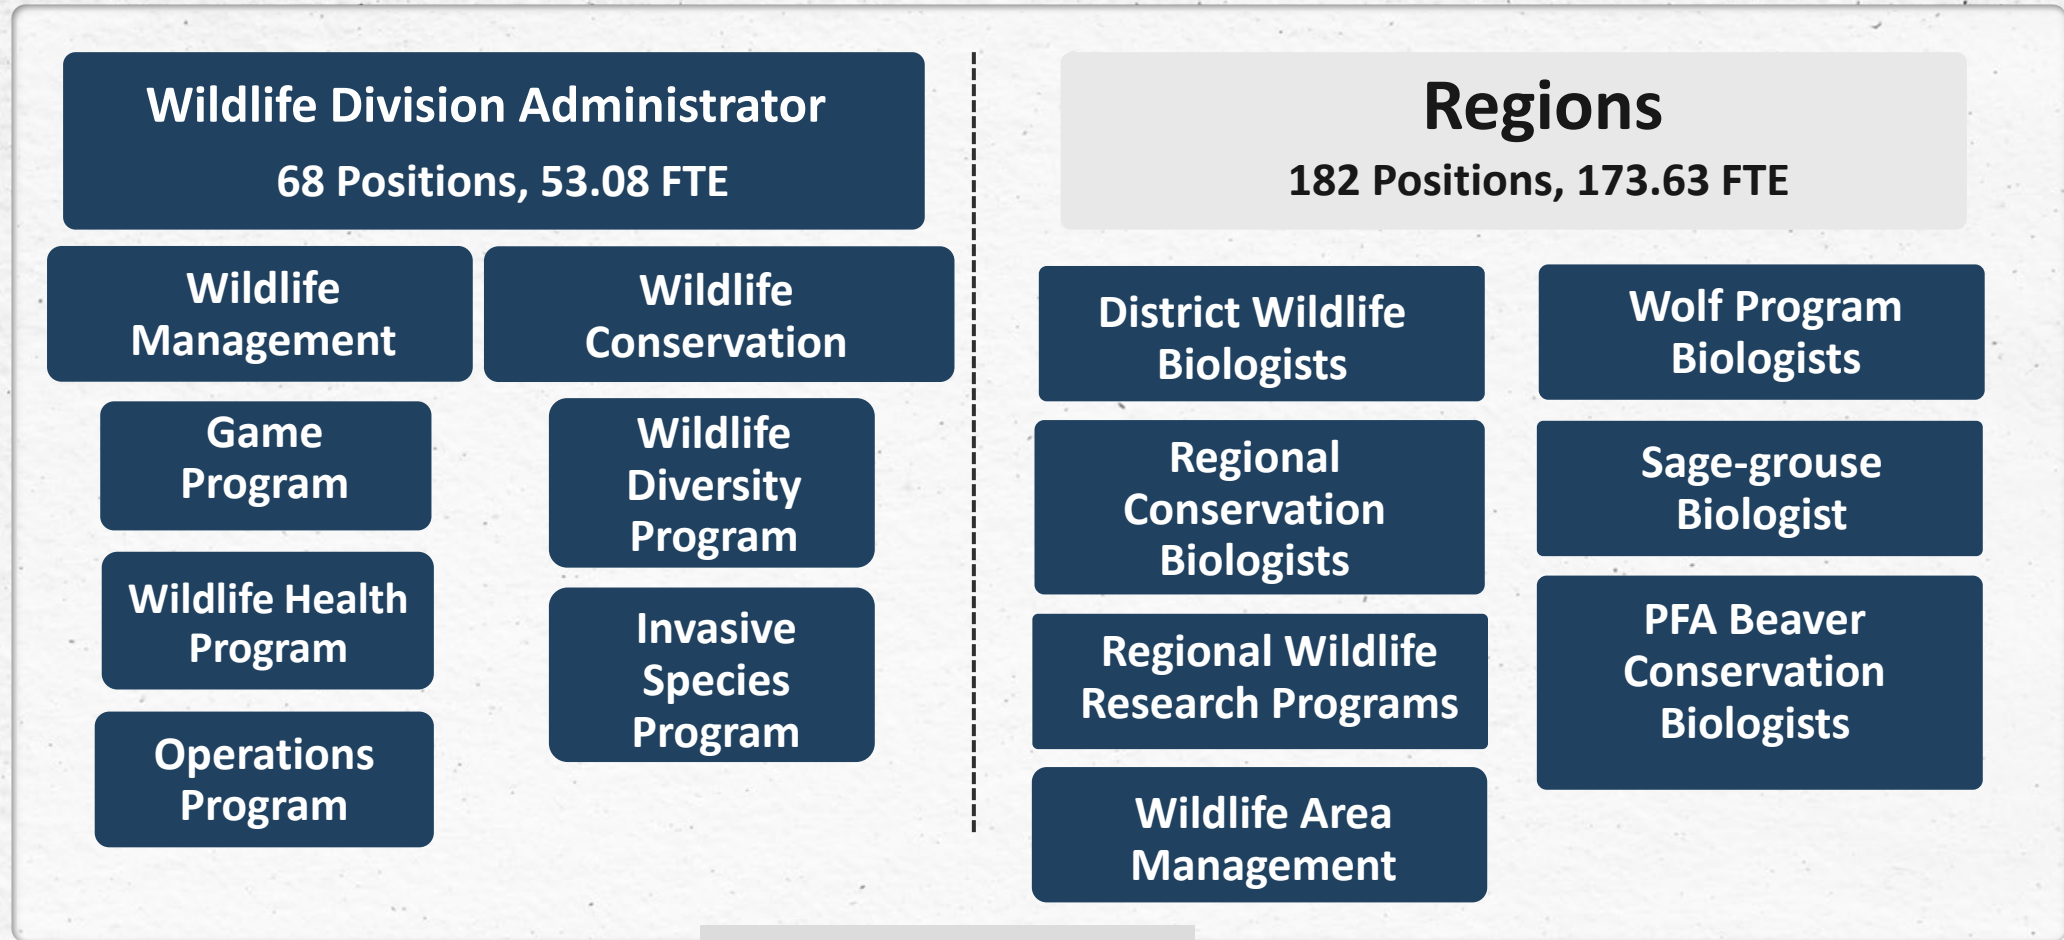 Wildlife Division Administrator
68 Positions, 53.08 FTE
Wildlife
Management
Wildlife
Conservation
Game
Program
Wildlife Health
Program
Operations
Program
Wildlife
Diversity
Program
Invasive
Species
Program
Regions
182 Positions, 173.63 FTE
District Wildlife
Biologists
Regional
Conservation
Biologists
Regional Wildlife
Research Programs
Wildlife Area
Management
Wolf Program
Biologists
Sage-grouse
Biologist
PFA Beaver
Conservation
Biologists